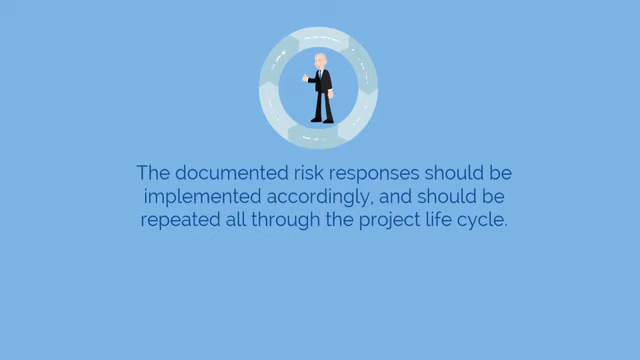 The documented risk responses should be
implemented accordingly, and should be
repeated all through the project life cycle.